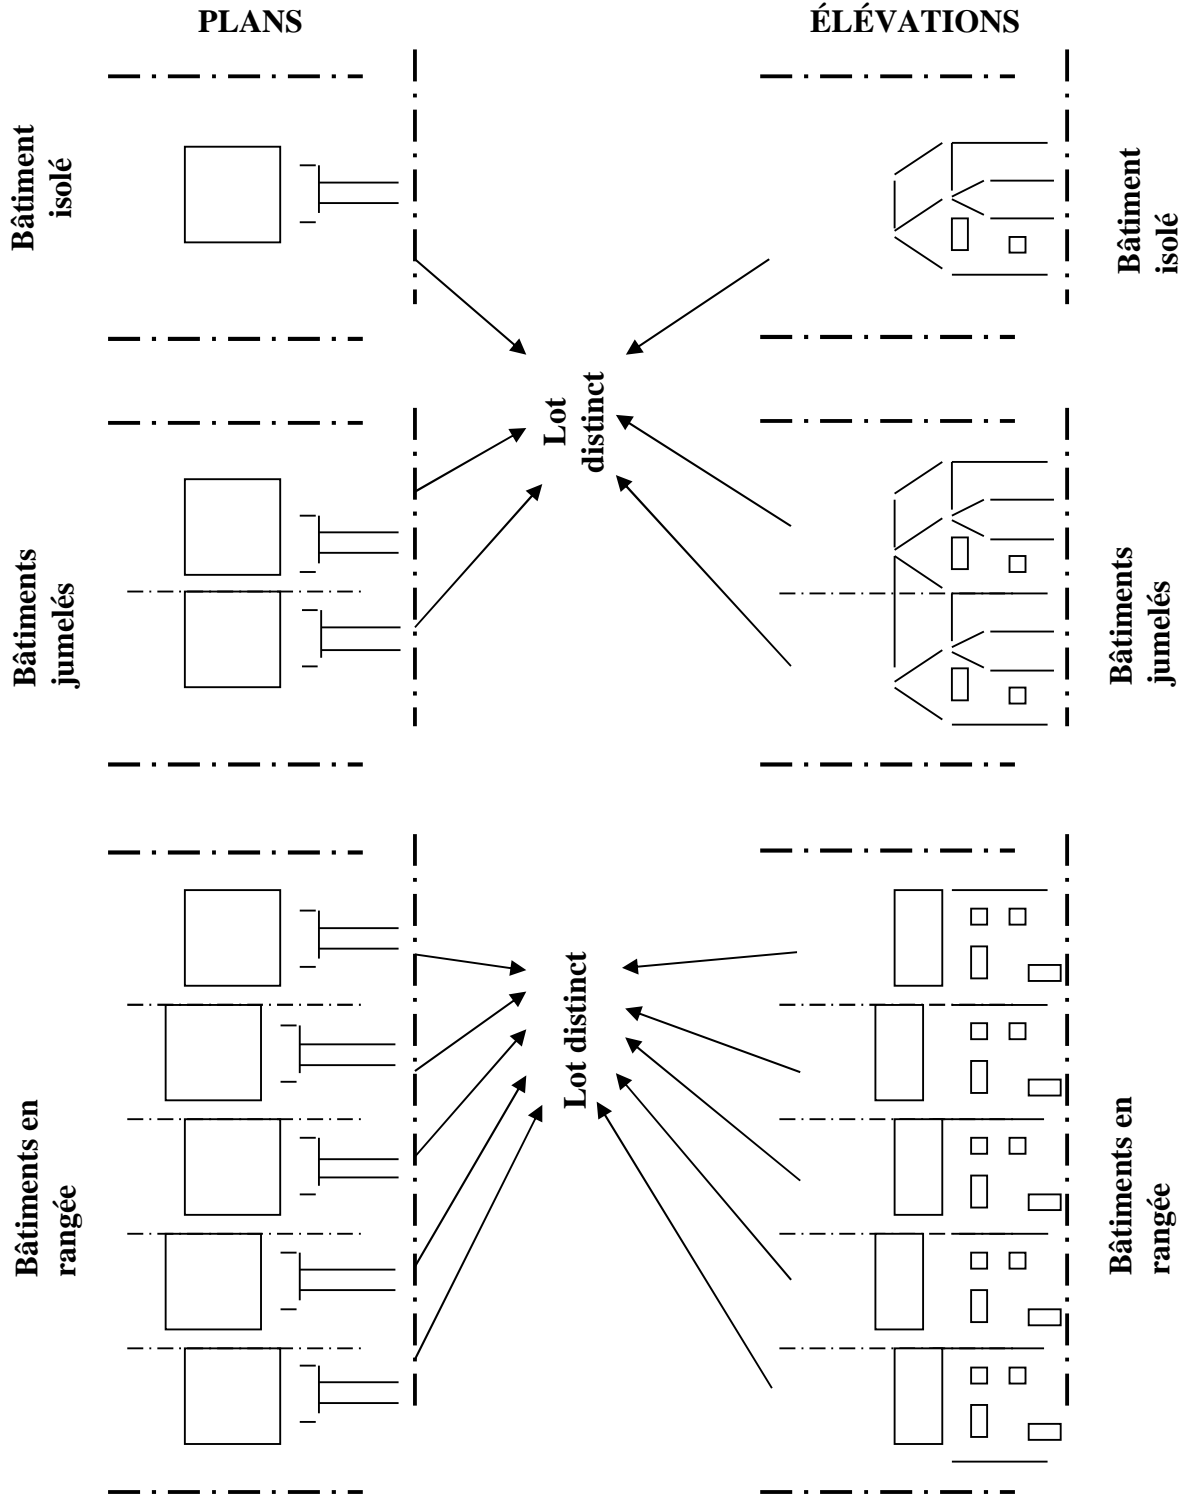 PLANS
ÉLÉVATIONS
Bâtiment
isolé
Bâtiment
isolé
Lot
distinct
Bâtiments
jumelés
Bâtiments
jumelés
Lot distinct
Bâtiments en
rangée
Bâtiments en
rangée